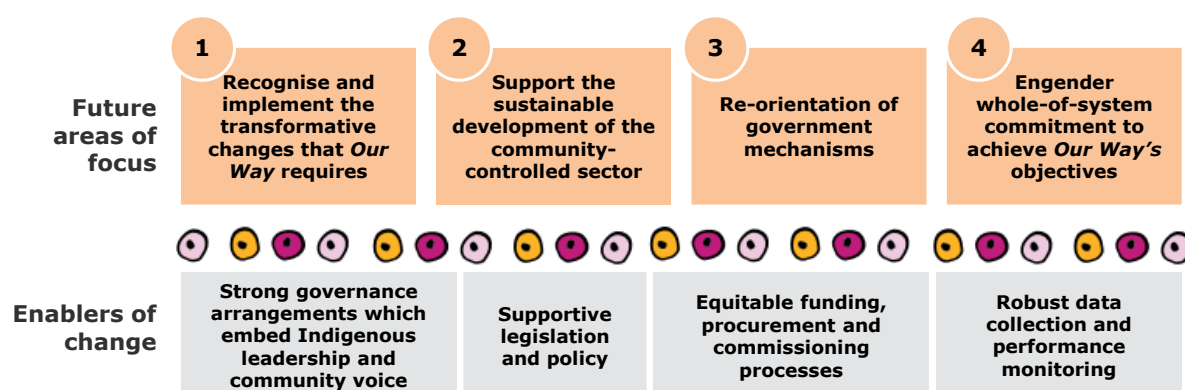 1
Recognise and
implement the
transformative
changes that Our
Way requires
2
Support the
sustainable
development of the
community-
controlled sector
3
Re-orientation of
government
mechanisms
4
Engender
whole-of-system
commitment to
achieve Our Way’s
objectives
Future
areas of
focus
Enablers of
change
Strong governance
arrangements which
embed Indigenous
leadership and
community voice
Supportive
legislation
and policy
Equitable funding,
procurement and
commissioning
processes
Robust data
collection and
performance
monitoring